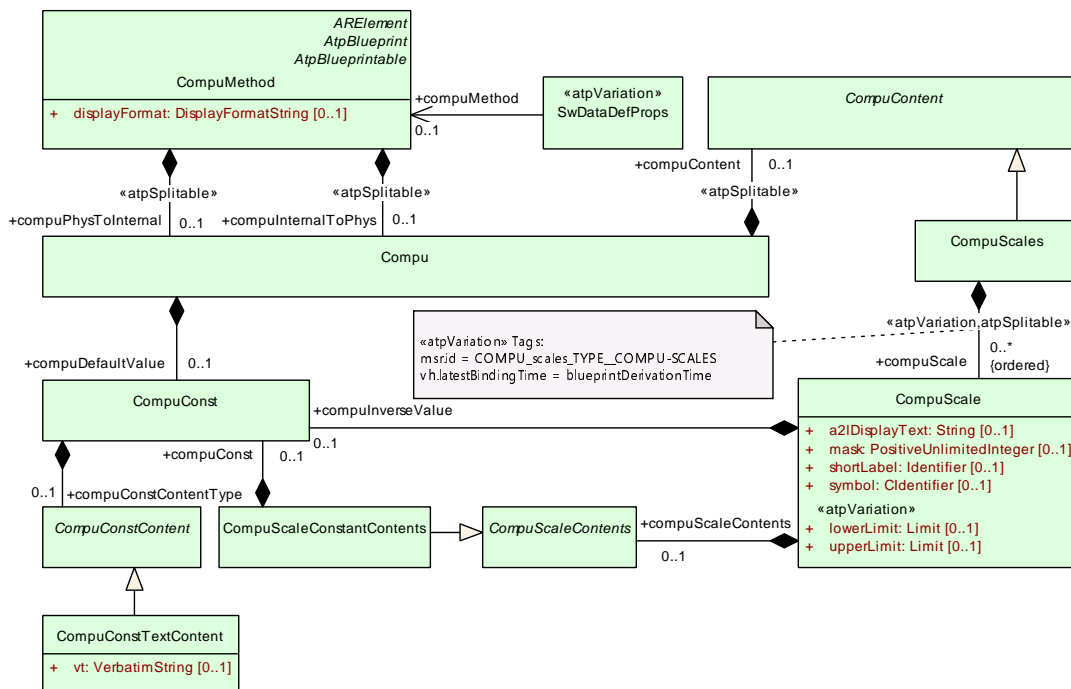 ARElement
AtpBlueprint
AtpBlueprintable
CompuMethod
+ displayFormat: DisplayFormatString [0..1]
+compuMethod
0..1
«atpVariation»
SwDataDefProps
CompuContent
+compuContent 0..1
«atpSplitable»
«atpSplitable»
«atpSplitable»
+compuPhysToInternal 0..1
+compuInternalToPhys 0..1
CompuScales
Compu
«atpVariation,atpSplitable»
0..*
+compuScale
{ordered}
«atpVariation» Tags:
msr.id = COMPU_scales_TYPE__COMPU-SCALES
vh.latestBindingTime = blueprintDerivationTime
+compuDefaultValue 0..1
CompuConst
+compuInverseValue
0..1
+compuConst
0..1
CompuScale
+ a2lDisplayText: String [0..1]
+ mask: PositiveUnlimitedInteger [0..1]
+ shortLabel: Identifier [0..1]
+ symbol: CIdentifier [0..1]
«atpVariation»
+ lowerLimit: Limit [0..1]
+ upperLimit: Limit [0..1]
0..1 +compuConstContentType
CompuConstContent
CompuScaleConstantContents
CompuScaleContents
+compuScaleContents
0..1
CompuConstTextContent
+ vt: VerbatimString [0..1]